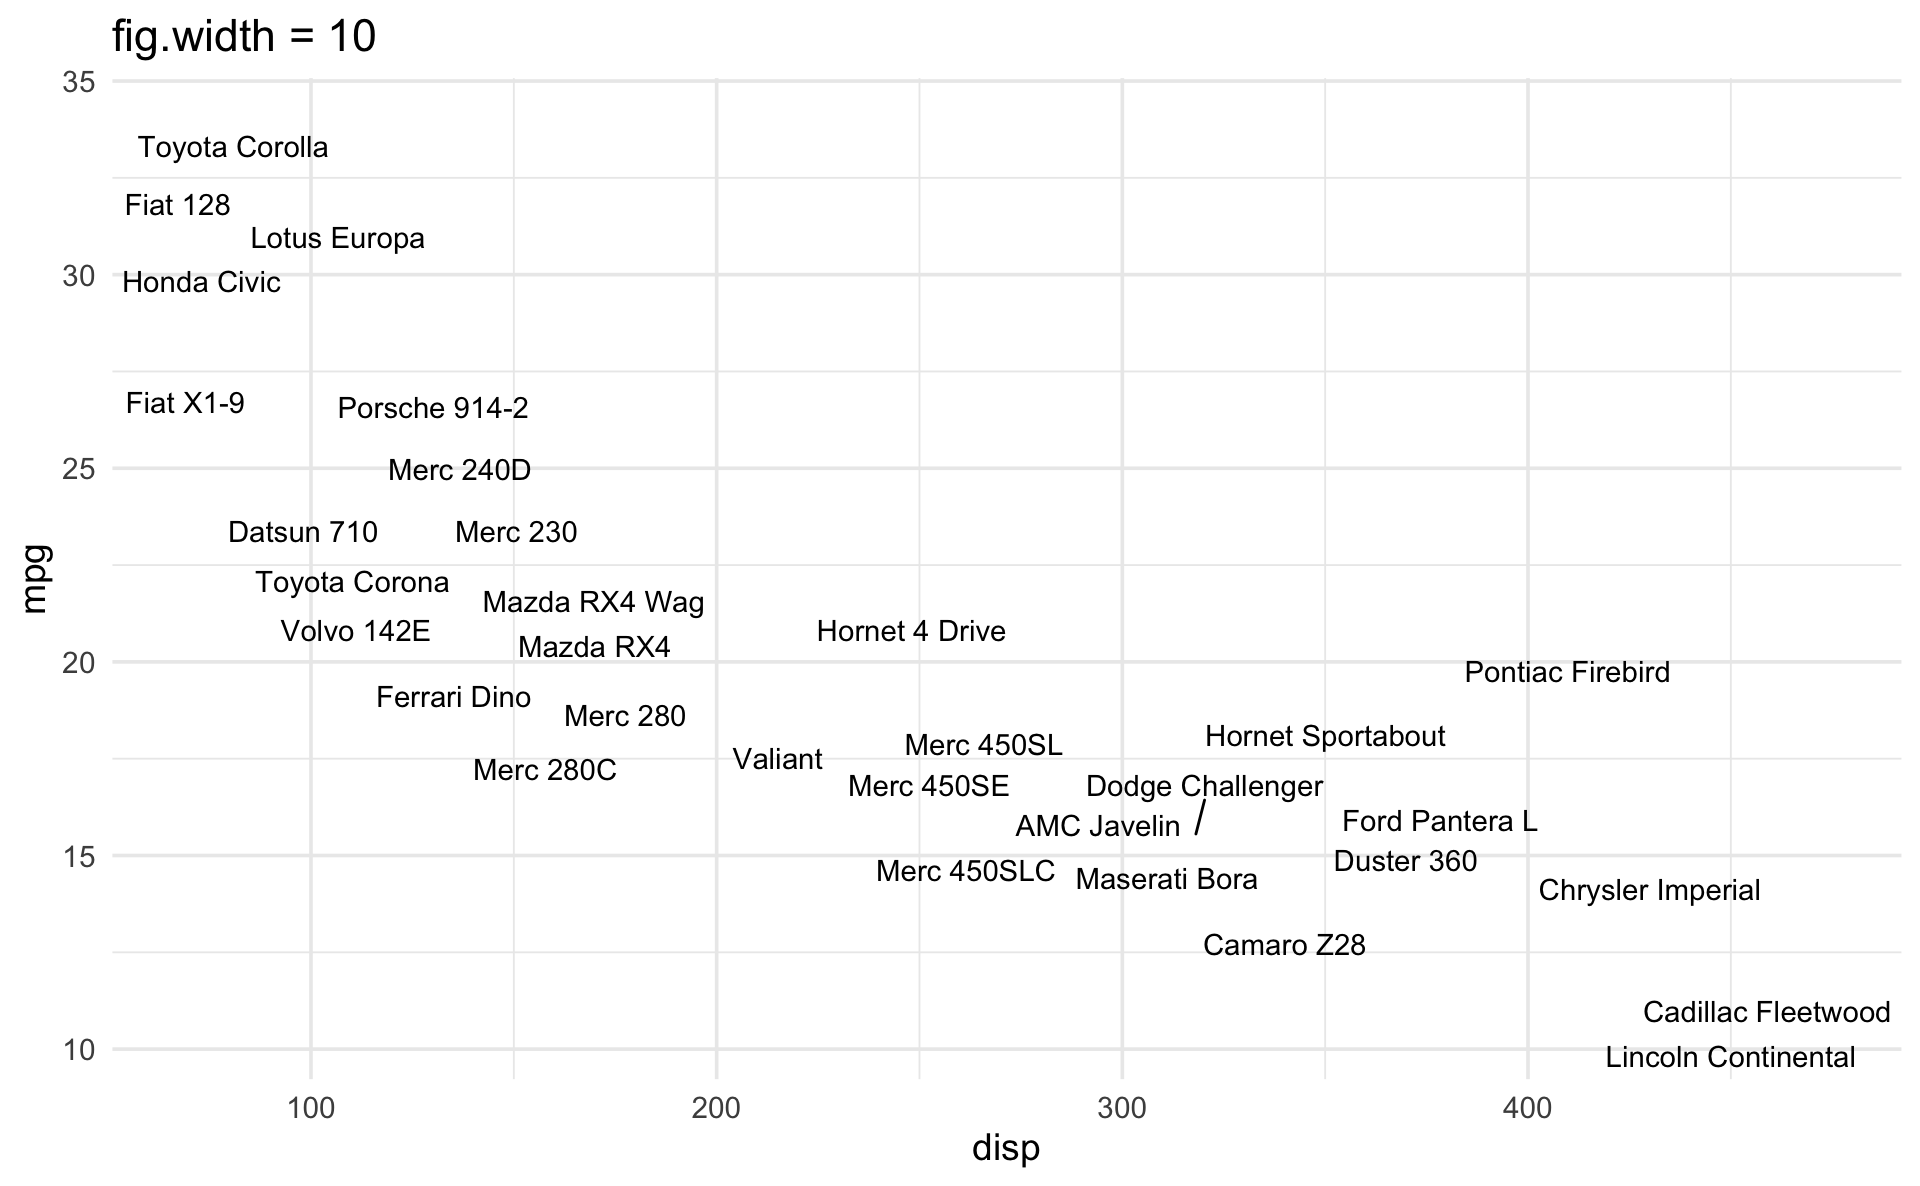 fig.width = 10
35
Toyota Corolla
Fiat 128
Lotus Europa
30
Honda Civic
Fiat X1-9
Porsche 914-2
25
Merc 240D
Datsun 710
Merc 230
mpg
Toyota Corona
Mazda RX4 Wag
Volvo 142E
Hornet 4 Drive
Mazda RX4
20
Pontiac Firebird
Ferrari Dino
Merc 280
Hornet Sportabout
Merc 450SL
Valiant
Merc 280C
Merc 450SE
Dodge Challenger
AMC Javelin
Ford Pantera L
15
Duster 360
Merc 450SLC
Maserati Bora
Chrysler Imperial
Camaro Z28
Cadillac Fleetwood
10
Lincoln Continental
100
200
300
400
disp